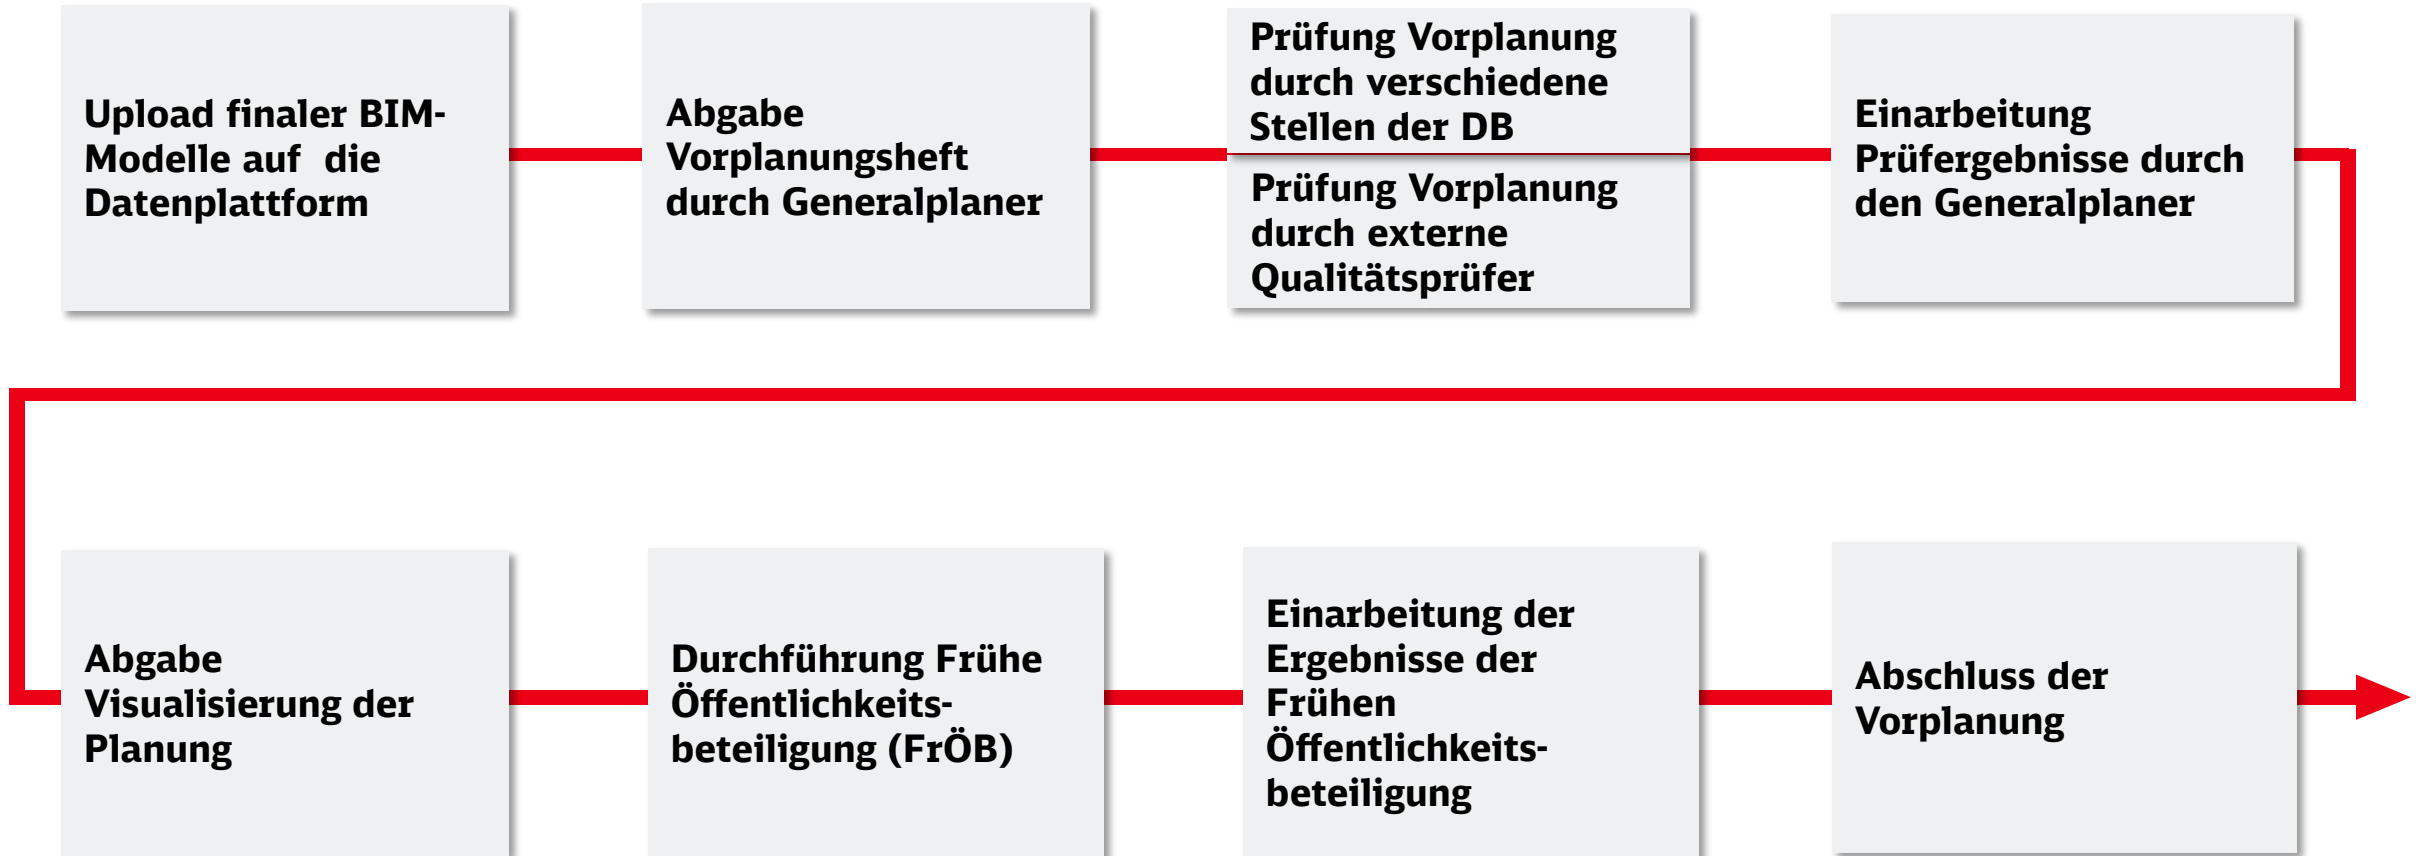 Upload finaler BIM-
Modelle auf  die
Datenplattform
Abgabe
Vorplanungsheft
durch Generalplaner
Prüfung Vorplanung
durch verschiedene
Stellen der DB
Prüfung Vorplanung
durch externe
Qualitätsprüfer
Einarbeitung
Prüfergebnisse durch
den Generalplaner
Abgabe
Visualisierung der
Planung
Durchführung Frühe
Öffentlichkeits-
beteiligung (FrÖB)
Einarbeitung der
Ergebnisse der
Frühen
Öffentlichkeits-
beteiligung
Abschluss der
Vorplanung